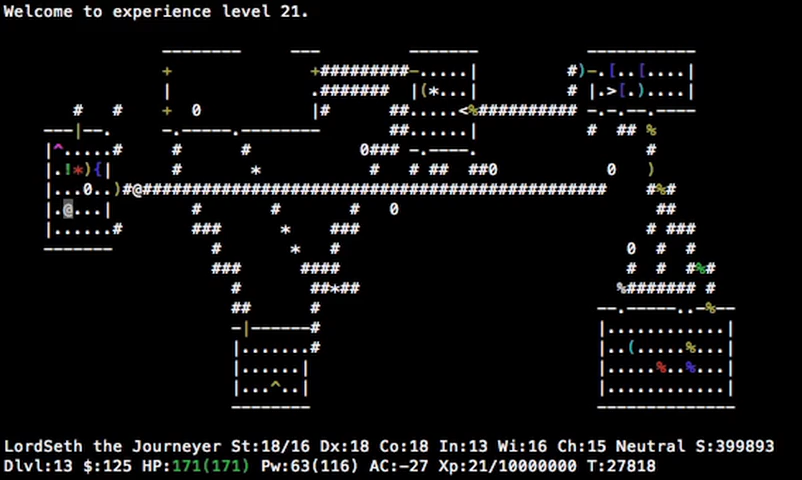 Welcome to experience level 21.
LordSeth the Journeyer St:18/16 Dx:18 Co:18 In:13 Wi:16 Ch:15 Neutral S:399893
Dlvl:13 $:125 HP:171(171) Pw:63(116) AC:-27 Xp:21/10000000 T:27818